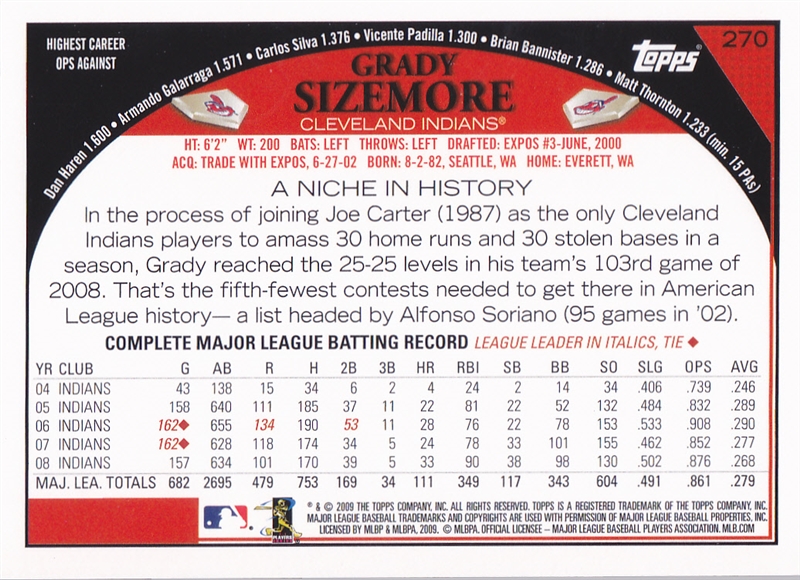 HIGHEST CAREER
OPS AGAINST
Dan Haren 1.600 • Armando Galarraga 1.571 • Carlos Silva 1.376 • Vicente Padilla 1.300 • Brian Bannister 1.286 • Matt Thornton 1.233 (min. 15 PAs)
topps®
270
GRADY
SIZEMORE
CLEVELAND INDIANS®
HT: 6'2" WT: 200 BATS: LEFT THROWS: LEFT DRAFTED: EXPOS #3-JUNE, 2000
ACQ: TRADE WITH EXPOS, 6-27-02 BORN: 8-2-82, SEATTLE, WA HOME: EVERETT, WA
A NICHE IN HISTORY
In the process of joining Joe Carter (1987) as the only Cleveland
Indians players to amass 30 home runs and 30 stolen bases in a
season, Grady reached the 25-25 levels in his team's 103rd game of
2008. That's the fifth-fewest contests needed to get there in American
League history— a list headed by Alfonso Soriano (95 games in '02).
COMPLETE MAJOR LEAGUE BATTING RECORD LEAGUE LEADER IN ITALICS, TIE ◆
YR CLUB G AB R H 2B 3B HR RBI SB BB SO SLG OPS AVG
04 INDIANS 43 138 15 34 6 2 4 24 2 14 34 .406 .739 .246
05 INDIANS 158 640 111 185 37 11 22 81 22 52 132 .484 .832 .289
06 INDIANS 162◆ 655 134 190 53 11 28 76 22 78 153 .533 .908 .290
07 INDIANS 162◆ 628 118 174 34 5 24 78 33 101 155 .462 .852 .277
08 INDIANS 157 634 101 170 39 5 33 90 38 98 130 .502 .876 .268
MAJ. LEA. TOTALS 682 2695 479 753 169 34 111 349 117 343 604 .491 .861 .279
® & © 2009 THE TOPPS COMPANY, INC. ALL RIGHTS RESERVED. TOPPS IS A REGISTERED TRADEMARK OF THE TOPPS COMPANY, INC.
MAJOR LEAGUE BASEBALL TRADEMARKS AND COPYRIGHTS ARE USED WITH PERMISSION OF MAJOR LEAGUE BASEBALL PROPERTIES, INC.
LICENSED BY MLBP & MLBPA, 2009. © MLBPA. OFFICIAL LICENSEE – MAJOR LEAGUE BASEBALL PLAYERS ASSOCIATION. MLB.COM